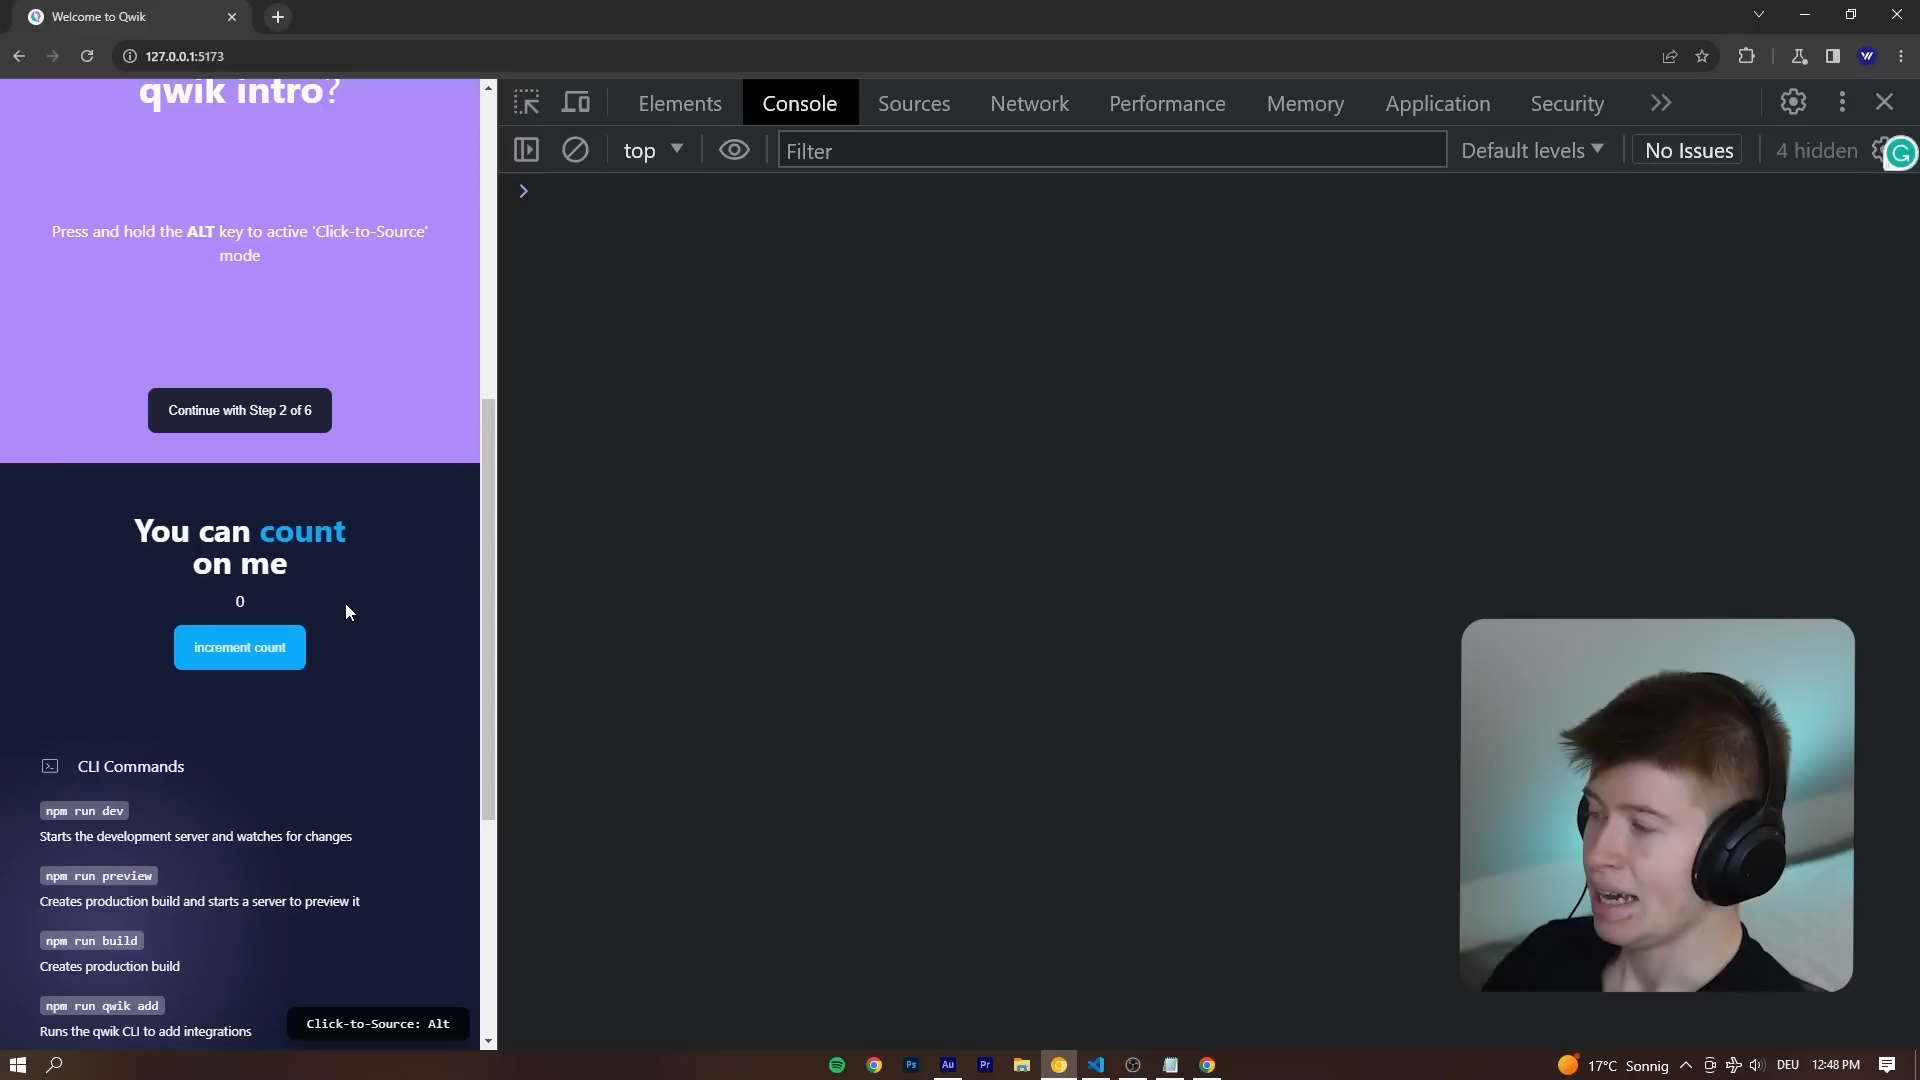 Welcome to Qwik
127.0.0.1:5173
qwik intro?
Press and hold the ALT key to active 'Click-to-Source'
mode
Continue with Step 2 of 6
You can count
on me
0
increment count
CLI Commands
npm run dev
Starts the development server and watches for changes
npm run preview
Creates production build and starts a server to preview it
npm run build
Creates production build
npm run qwik add
Runs the qwik CLI to add integrations
Click-to-Source: Alt
Elements Console Sources Network Performance Memory Application Security
top Filter Default levels No Issues 4 hidden
Ps Au Pr
17°C Sonnig DEU 12:48 PM